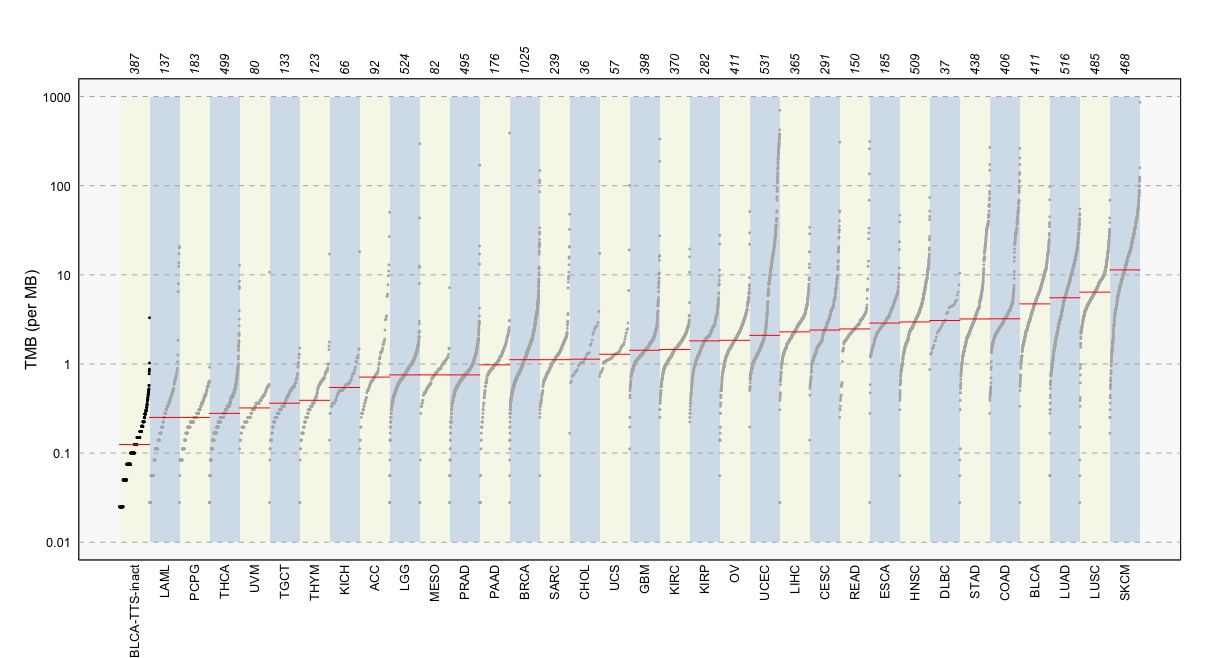 387 137 183 499 80 133 123 66 92 524 82 495 176 1025 239 36 57 398 370 282 411 531 365 291 150 185 509 37 438 406 411 516 485 468
TMB (per MB)
1000
100
10
1
0.1
0.01
BLCA-TTS-inact LAML PCPG THCA UVM TGCT THYM KICH ACC LGG MESO PRAD PAAD BRCA SARC CHOL UCS GBM KIRC KIRP OV UCEC LIHC CESC READ ESCA HNSC DLBC STAD COAD BLCA LUAD LUSC SKCM